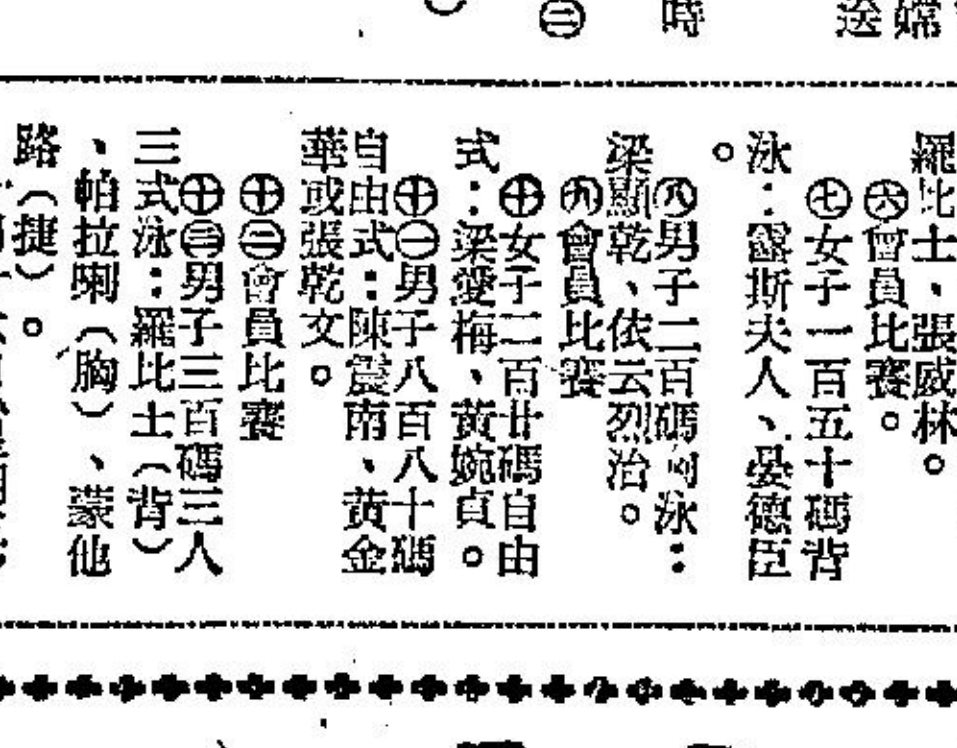 時
送
嫦
羅比士、張威林。
㊅會員比賽。
㊆女子一百五十碼背
泳：露斯夫人、晏德臣
。
㊇男子二百碼胸泳：
梁顯乾、依云烈治。
㊈會員比賽
㊉女子二百廿碼自由
式：梁愛梅、黃婉貞。
㊉㊀男子八百八十碼
自由式：陳震南、黃金
華或張乾文。
㊉㊁會員比賽
㊉㊂男子三百碼三人
三式泳：羅比士（背）
、帕拉喇（胸）、蒙他
路（捷）。